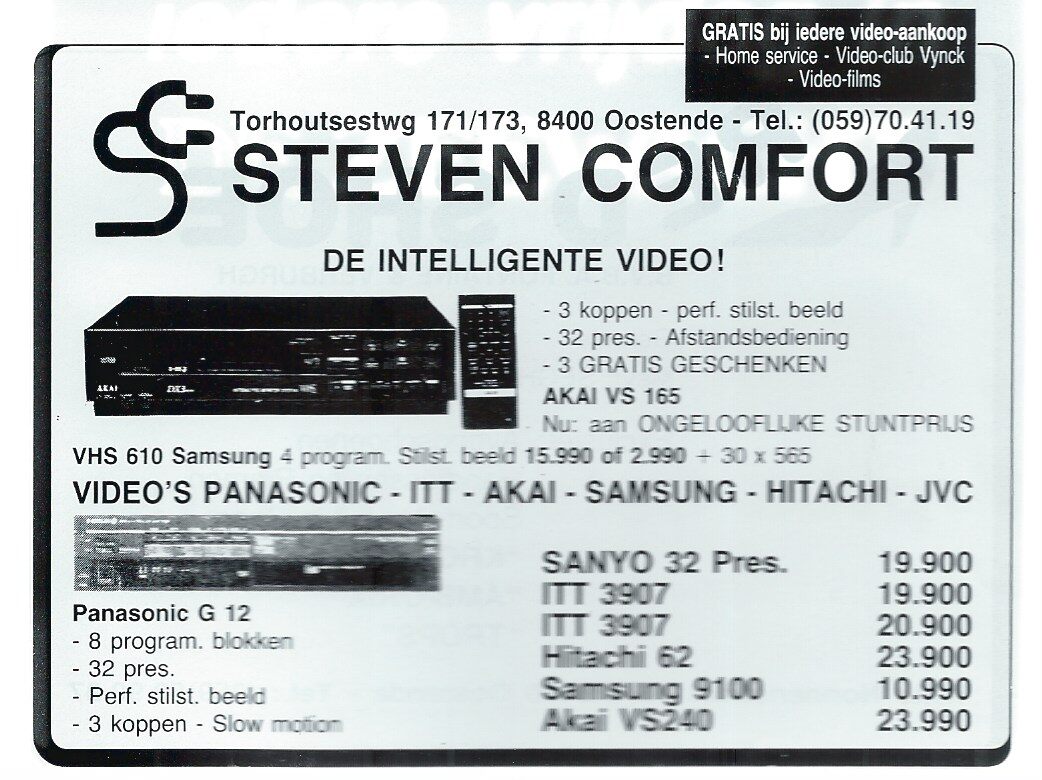 GRATIS bij iedere video-aankoop
- Home service - Video-club Vynck
- Video-films
Torhoutsestwg 171/173, 8400 Oostende - Tel.: (059)70.41.19
STEVEN COMFORT
DE INTELLIGENTE VIDEO!
- 3 koppen - perf. stilst. beeld
- 32 pres. - Afstandsbediening
- 3 GRATIS GESCHENKEN
AKAI VS 165
Nu: aan ONGELOOFLIJKE STUNTPRIJS
AKAI
VHS 610 Samsung 4 program. Stilst. beeld 15.990 of 2.990 + 30 x 565
VIDEO'S PANASONIC - ITT - AKAI - SAMSUNG - HITACHI - JVC
Panasonic G 12
- 8 program. blokken
- 32 pres.
- Perf. stilst. beeld
- 3 koppen - Slow motion
SANYO 32 Pres. 19.900
ITT 3907 19.900
ITT 3907 20.900
Hitachi 62 23.900
Samsung 9100 10.990
Akai VS240 23.990